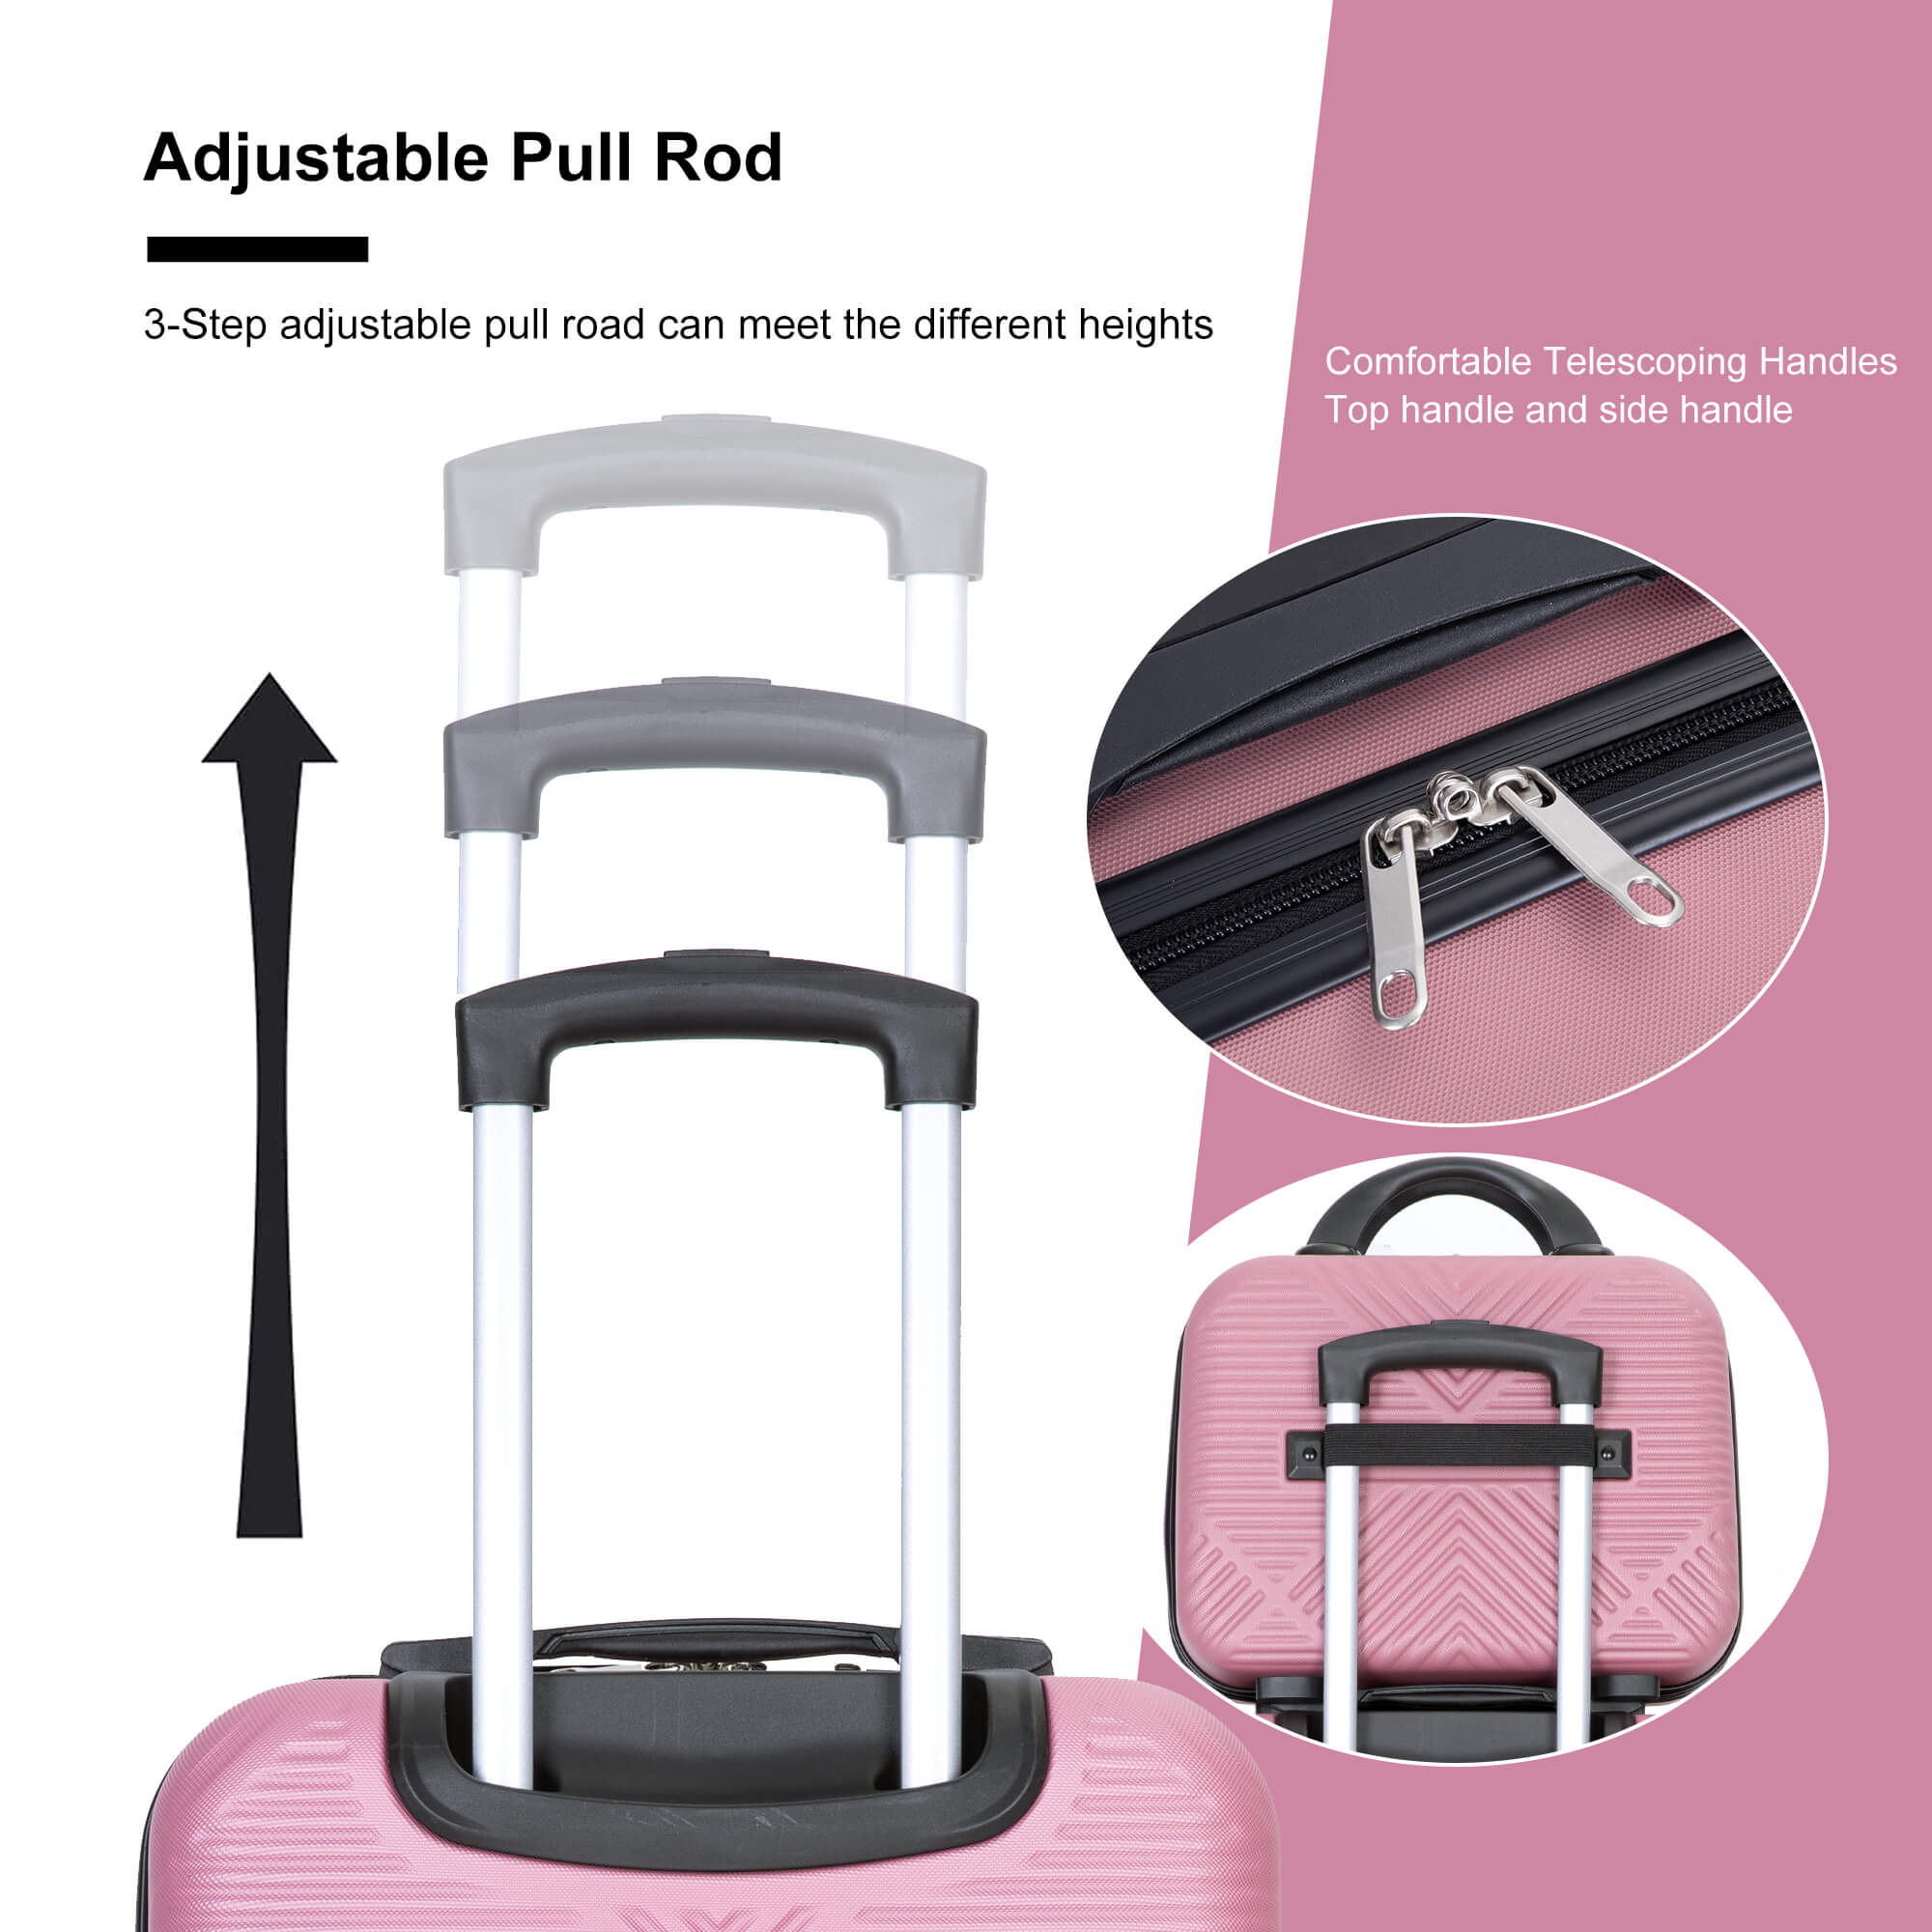 Adjustable Pull Rod
3-Step adjustable pull road can meet the different heights
Comfortable Telescoping Handles
Top handle and side handle